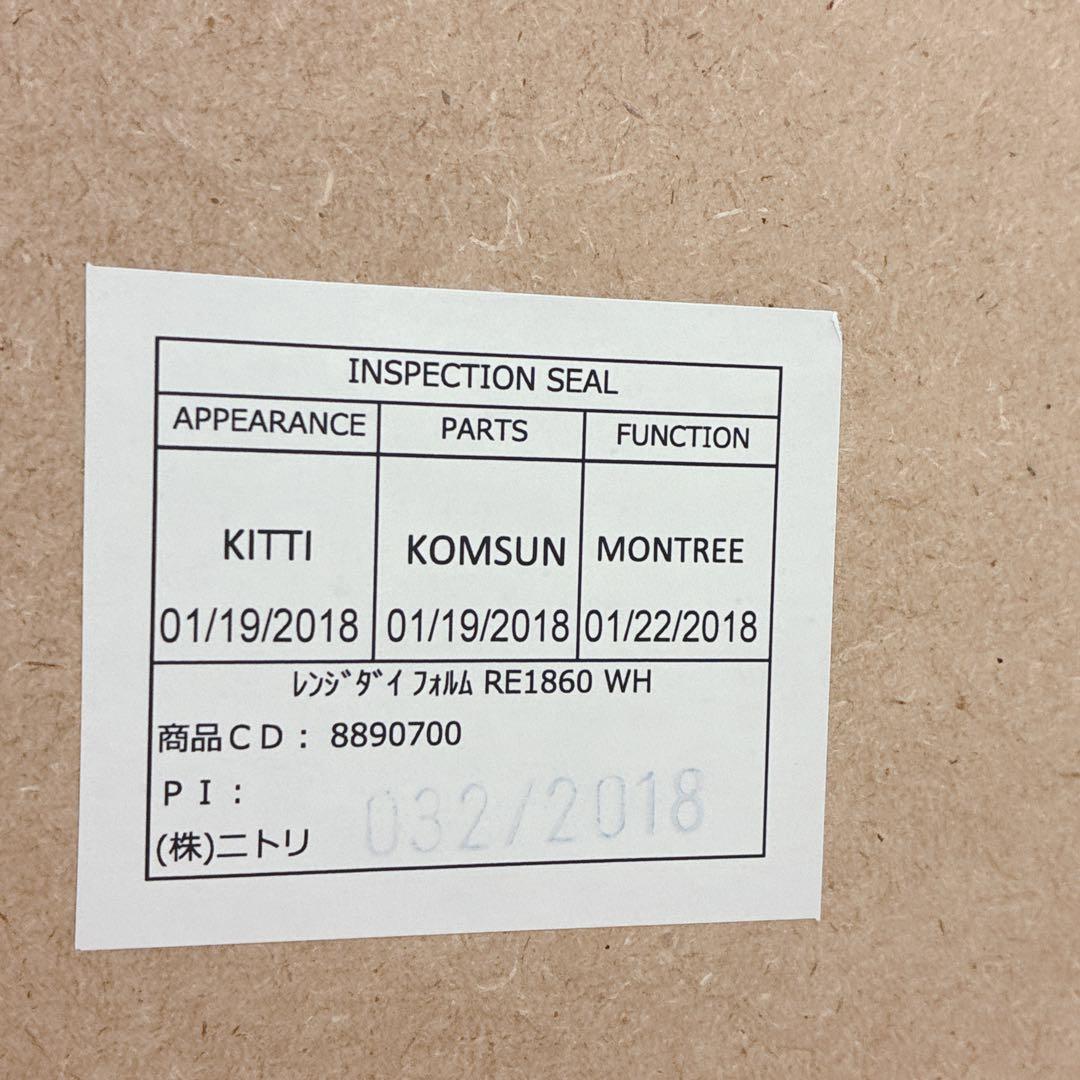 INSPECTION SEAL
APPEARANCE PARTS FUNCTION
KITTI KOMSUN MONTREE
01/19/2018 01/19/2018 01/22/2018
ﾚﾝｼﾞﾀﾞｲ ﾌｫﾙﾑ RE1860 WH
商品ＣＤ： 8890700
ＰＩ： 032/2018
(株)ニトリ